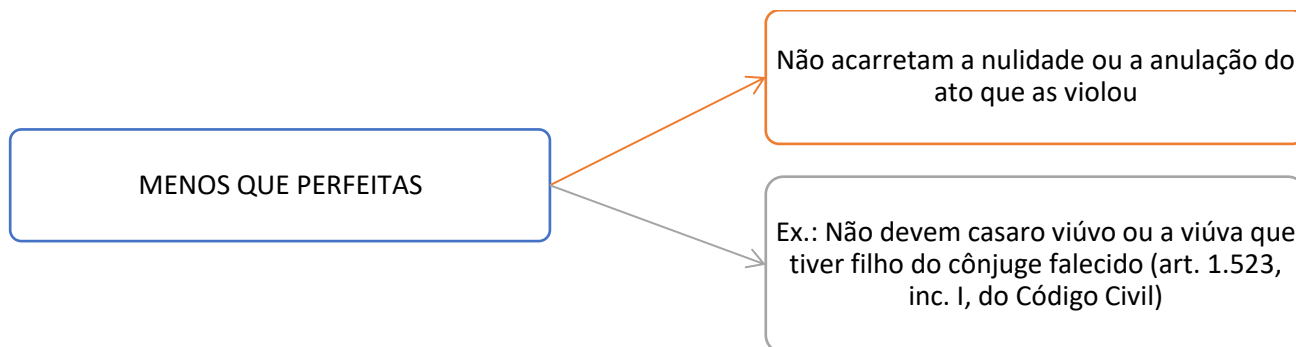 MENOS QUE PERFEITAS
Não acarretam a nulidade ou a anulação do
ato que as violou
Ex.: Não devem casaro viúvo ou a viúva que
tiver filho do cônjuge falecido (art. 1.523,
inc. I, do Código Civil)